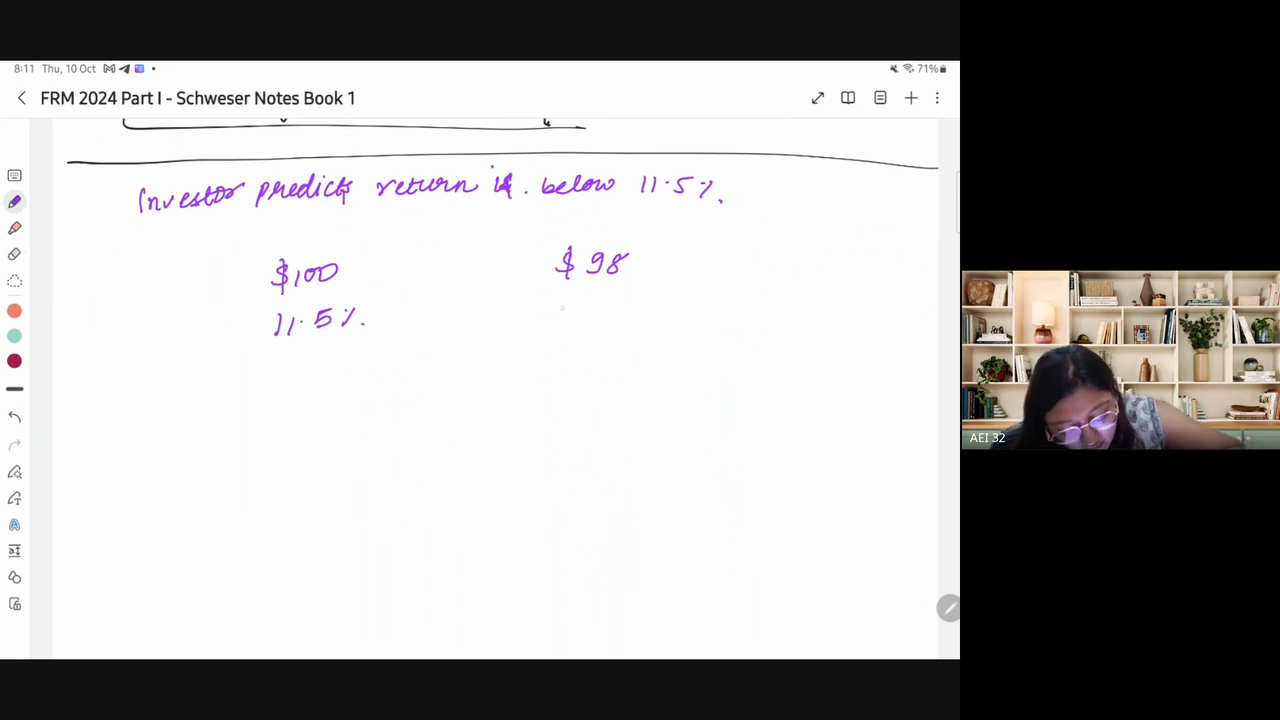 8:11 Thu, 10 Oct 71%
FRM 2024 Part I - Schweser Notes Book 1
Investor predicts return is. below 11.5%.
$100 $98
11.5%.
AEI 32